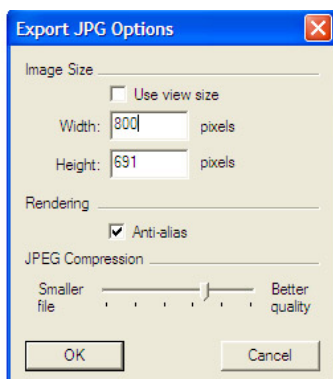 Export JPG Options
Image Size
Use view size
Width: 800 pixels
Height: 691 pixels
Rendering
Anti-alias
JPEG Compression
Smaller Better
file quality
OK Cancel